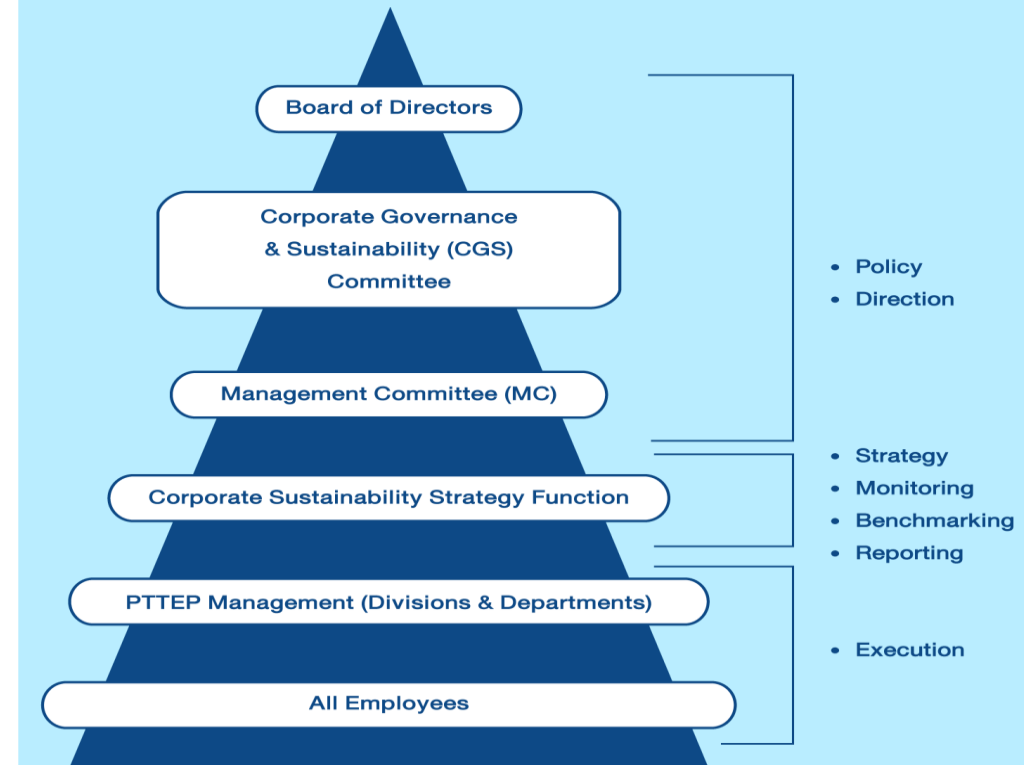 Board of Directors
Corporate Governance
& Sustainability (CGS)
Committee
Management Committee (MC)
Corporate Sustainability Strategy Function
PTTEP Management (Divisions & Departments)
All Employees
• Policy
• Direction
• Strategy
• Monitoring
• Benchmarking
• Reporting
• Execution